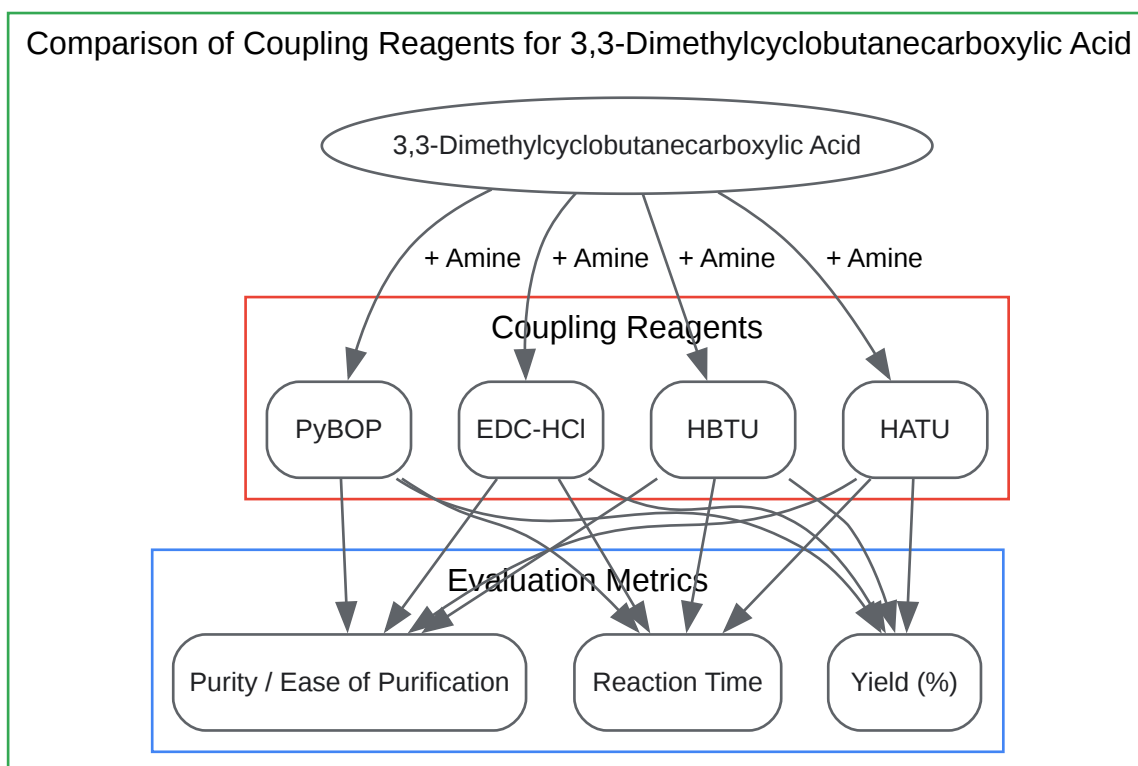 Comparison of Coupling Reagents for 3,3-Dimethylcyclobutanecarboxylic Acid
3,3-Dimethylcyclobutanecarboxylic Acid
+ Amine
+ Amine
+ Amine
+ Amine
Coupling Reagents
PyBOP
EDC-HCl
HBTU
HATU
Evaluation Metrics
Purity / Ease of Purification
Reaction Time
Yield (%)